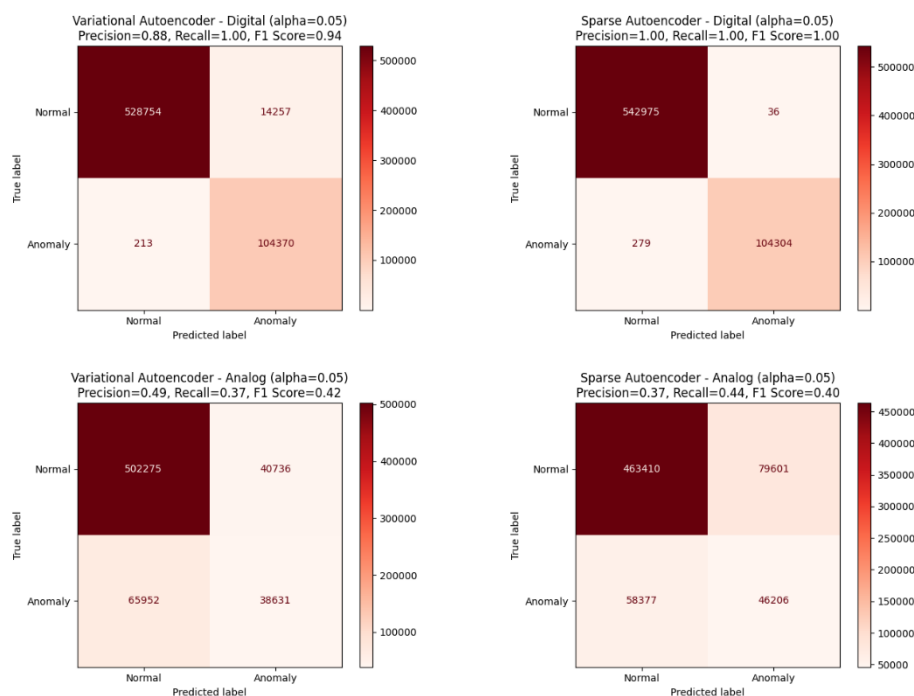 Variational Autoencoder - Digital (alpha=0.05)
Precision=0.88, Recall=1.00, F1 Score=0.94
500000
400000
300000
200000
100000
Normal
Anomaly
True label
528754
14257
213
104370
Normal
Anomaly
Predicted label
Sparse Autoencoder - Digital (alpha=0.05)
Precision=1.00, Recall=1.00, F1 Score=1.00
500000
400000
300000
200000
100000
Normal
Anomaly
True label
542975
36
279
104304
Normal
Anomaly
Predicted label
Variational Autoencoder - Analog (alpha=0.05)
Precision=0.49, Recall=0.37, F1 Score=0.42
500000
400000
300000
200000
100000
Normal
Anomaly
True label
502275
40736
65952
38631
Normal
Anomaly
Predicted label
Sparse Autoencoder - Analog (alpha=0.05)
Precision=0.37, Recall=0.44, F1 Score=0.40
450000
400000
350000
300000
250000
200000
150000
100000
50000
Normal
Anomaly
True label
463410
79601
58377
46206
Normal
Anomaly
Predicted label